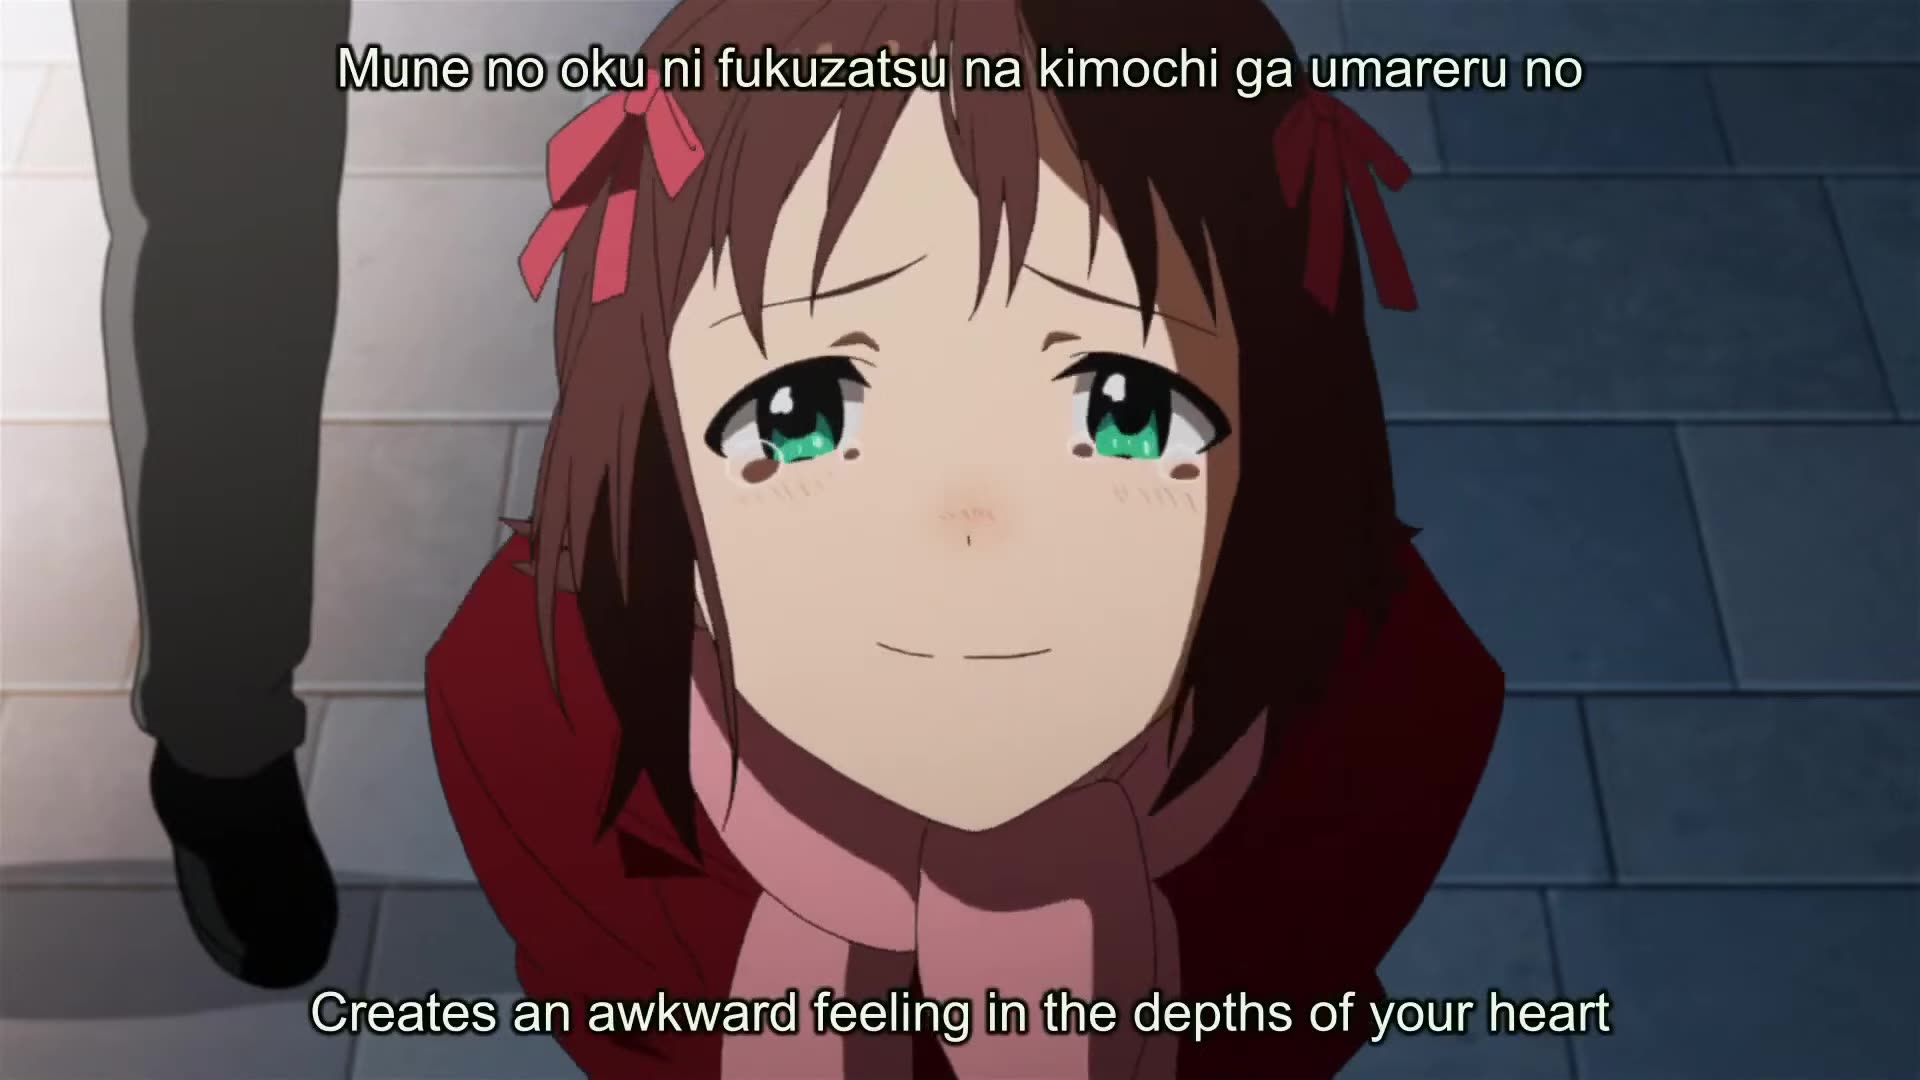 Mune no oku ni fukuzatsu na kimochi ga umareru no
Creates an awkward feeling in the depths of your heart